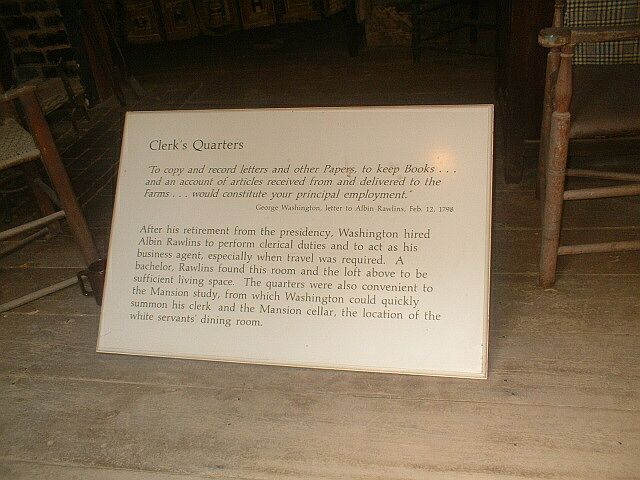 Clerk's Quarters
"To copy and record letters and other Papers, to keep Books . . .
and an account of articles received from and delivered to the
Farms . . . would constitute your principal employment."
George Washington, letter to Albin Rawlins, Feb. 12, 1798
After his retirement from the presidency, Washington hired
Albin Rawlins to perform clerical duties and to act as his
business agent, especially when travel was required. A
bachelor, Rawlins found this room and the loft above to be
sufficient living space. The quarters were also convenient to
the Mansion study, from which Washington could quickly
summon his clerk and the Mansion cellar, the location of the
white servants' dining room.